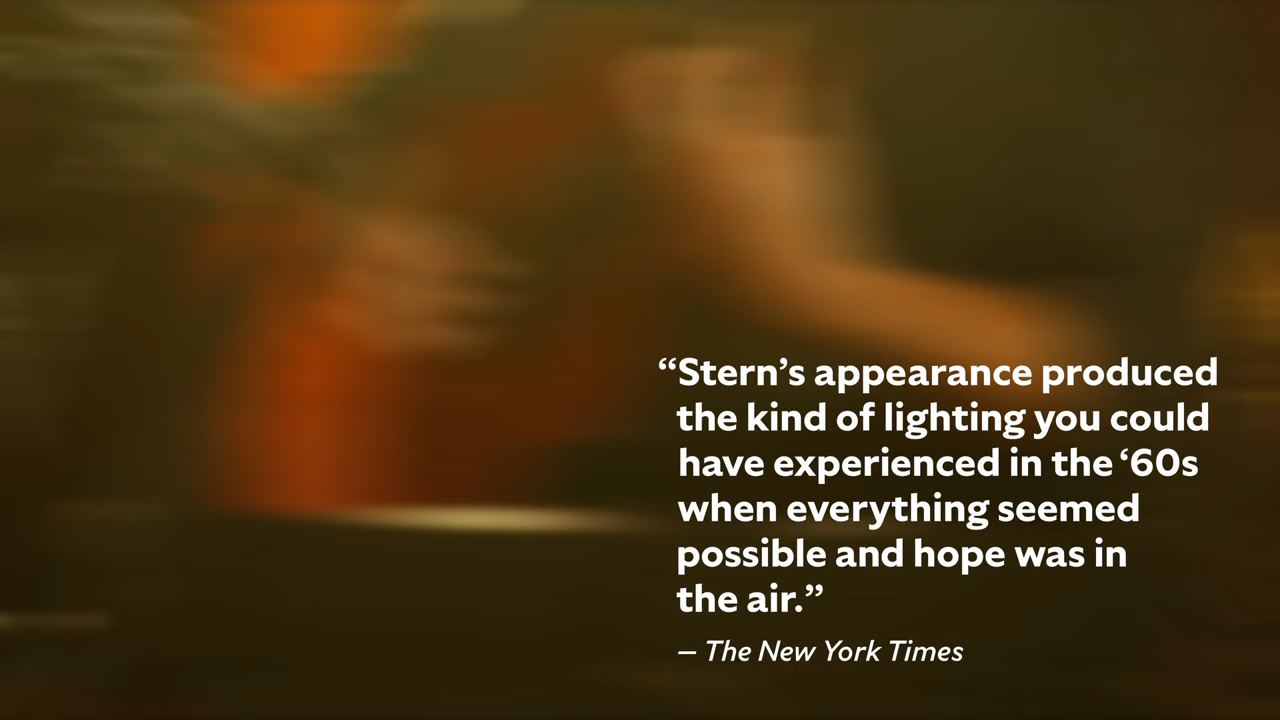 “Stern’s appearance produced
the kind of lighting you could
have experienced in the ‘60s
when everything seemed
possible and hope was in
the air.”
– The New York Times